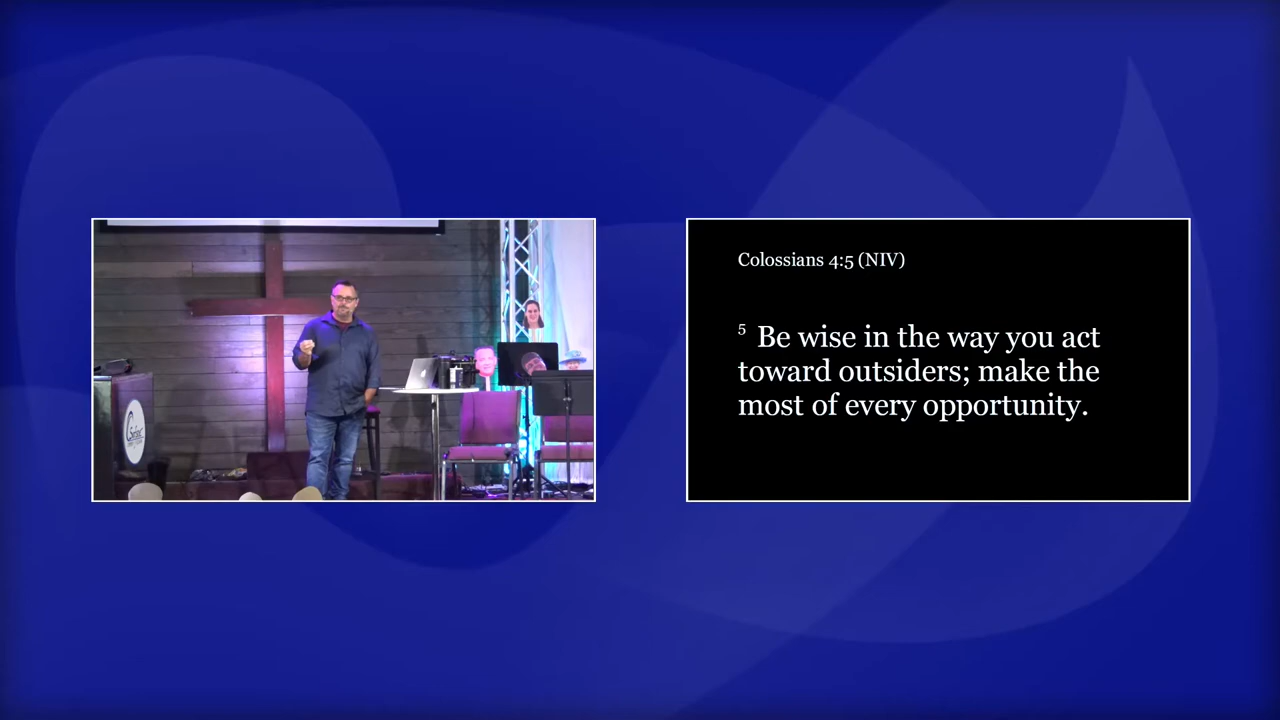 Colossians 4:5 (NIV)
5 Be wise in the way you act
toward outsiders; make the
most of every opportunity.